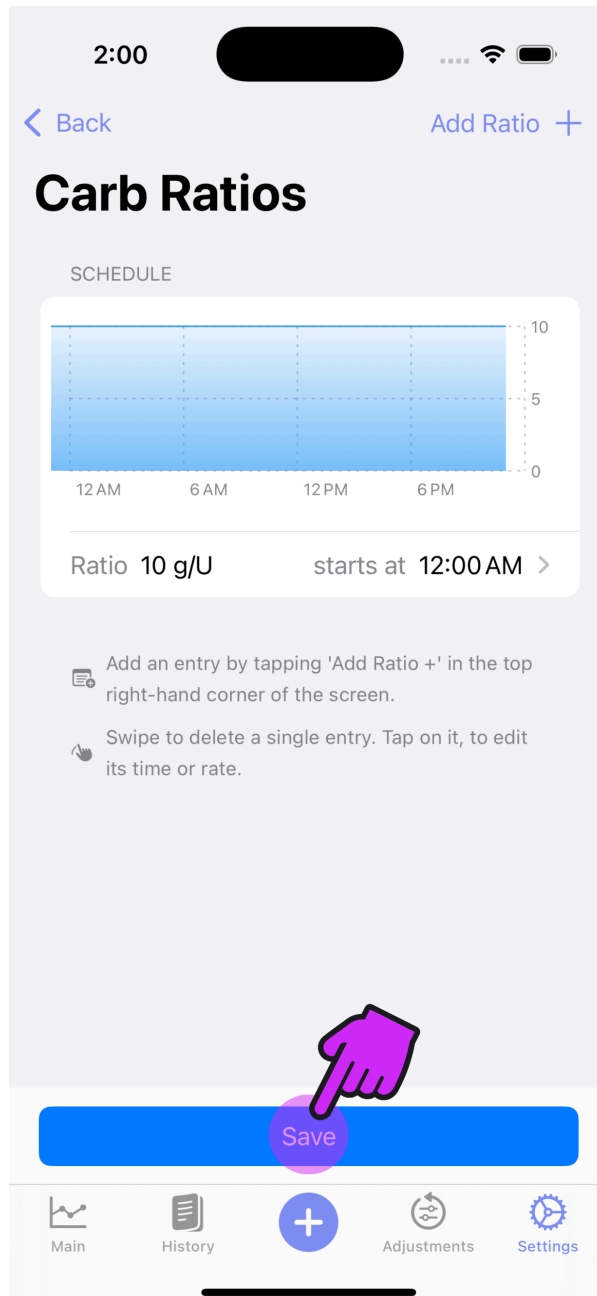 2:00
Back
Add Ratio +
Carb Ratios
SCHEDULE
10
5
0
12 AM 6 AM 12 PM 6 PM
Ratio 10 g/U starts at 12:00 AM
Add an entry by tapping 'Add Ratio +' in the top
right-hand corner of the screen.
Swipe to delete a single entry. Tap on it, to edit
its time or rate.
Save
Main History Adjustments Settings